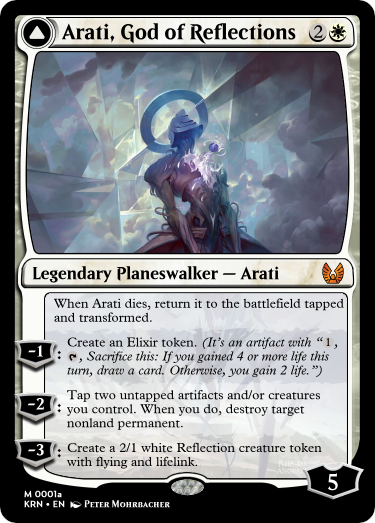 Arati, God of Reflections 2
Legendary Planeswalker — Arati
When Arati dies, return it to the battlefield tapped
and transformed.
-1: Create an Elixir token. (It's an artifact with "1,
, Sacrifice this: If you gained 4 or more life this
turn, draw a card. Otherwise, you gain 2 life.")
-2: Tap two untapped artifacts and/or creatures
you control. When you do, destroy target
nonland permanent.
-3: Create a 2/1 white Reflection creature token
with flying and lifelink.
5
M 0001a
KRN • EN Peter Mohrbacher